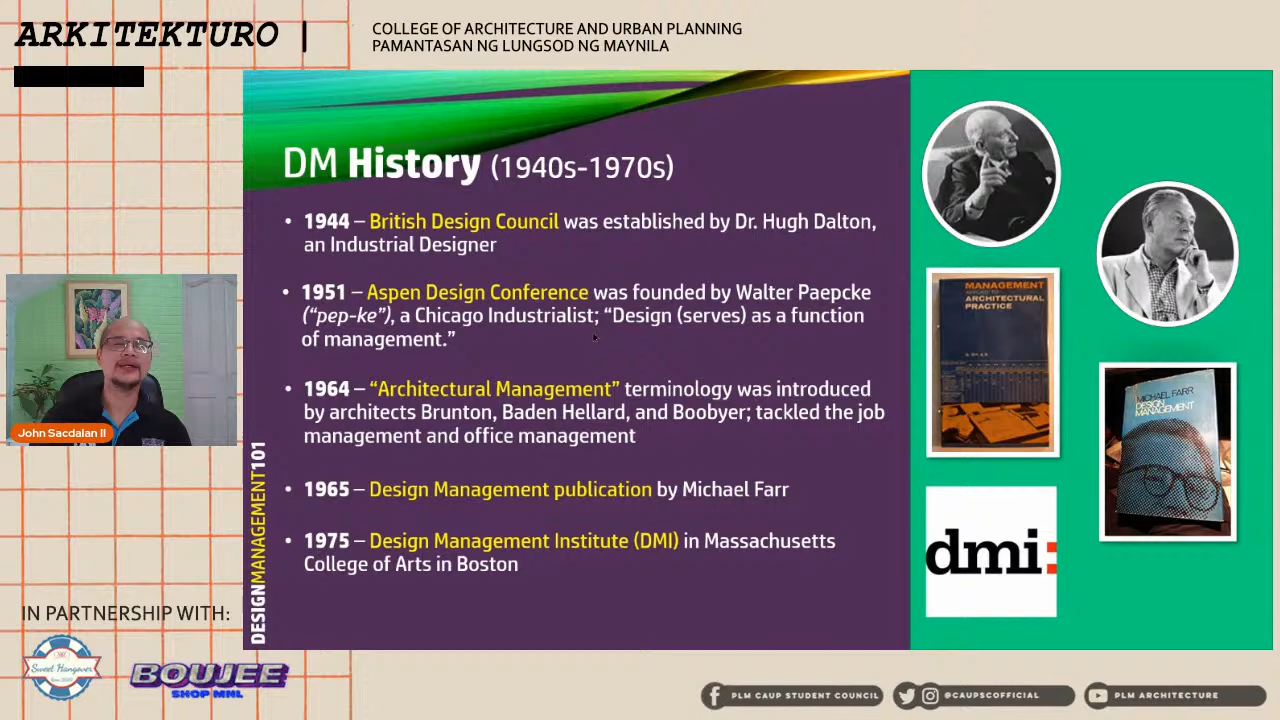 ARKITEKTURO |
COLLEGE OF ARCHITECTURE AND URBAN PLANNING
PAMANTASAN NG LUNGSOD NG MAYNILA
DM History (1940s-1970s)
• 1944 – British Design Council was established by Dr. Hugh Dalton,
an Industrial Designer
• 1951 – Aspen Design Conference was founded by Walter Paepcke
(“pep-ke”), a Chicago Industrialist; “Design (serves) as a function
of management.”
• 1964 – “Architectural Management” terminology was introduced
by architects Brunton, Baden Hellard, and Boobyer; tackled the job
management and office management
• 1965 – Design Management publication by Michael Farr
• 1975 – Design Management Institute (DMI) in Massachusetts
College of Arts in Boston
DESIGNMANAGEMENT101
MANAGEMENT
ARCHITECTURAL
PRACTICE
MICHAEL FARR
DESIGN
MANAGEMENT
dmi:
John Sacdalan II
IN PARTNERSHIP WITH:
Sweet Hangover
BOUJEE
SHOP MNL
PLM CAUP STUDENT COUNCIL
@CAUPSCOFFICIAL
PLM ARCHITECTURE